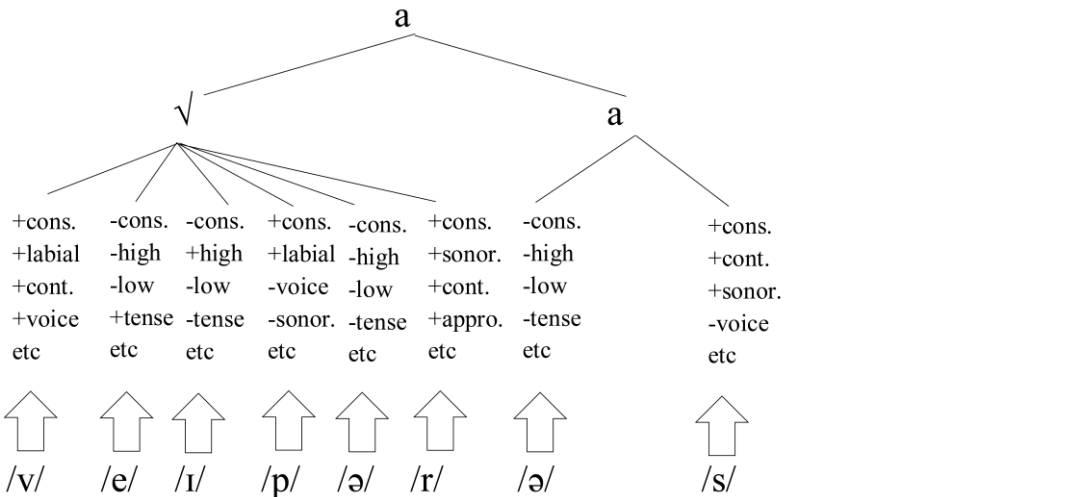 a
√ a
+cons. -cons. -cons. +cons. -cons. +cons. -cons. +cons.
+labial -high +high +labial -high +sonor. -high +cont.
+cont. -low -low -voice -low +cont. -low +sonor.
+voice +tense -tense -sonor. -tense +appro. -tense -voice
etc etc etc etc etc etc etc etc
/v/ /e/ /ɪ/ /p/ /ə/ /r/ /ə/ /s/